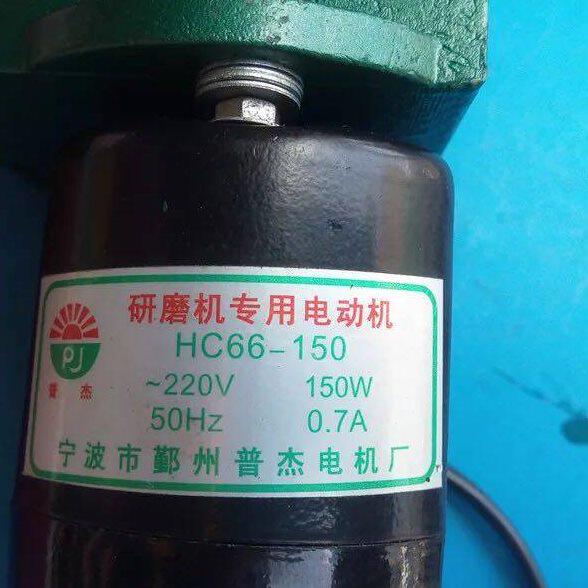 研磨机专用电动机
HC66-150
~220V 150W
50Hz 0.7A
PJ
普杰
宁波市鄞州普杰电机厂